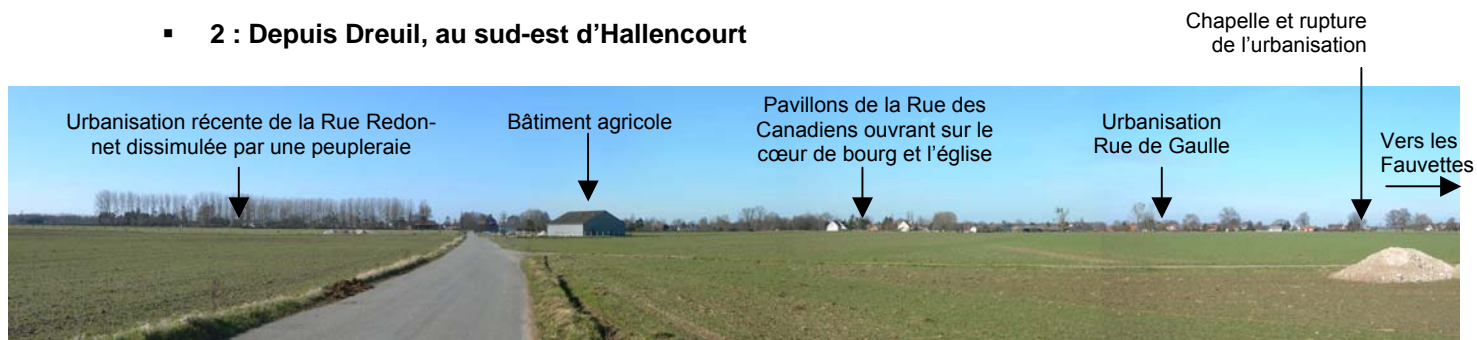 ▪ 2 : Depuis Dreuil, au sud-est d’Hallencourt
Chapelle et rupture
de l’urbanisation
Urbanisation récente de la Rue Redon-
net dissimulée par une peupleraie
Bâtiment agricole
Pavillons de la Rue des
Canadiens ouvrant sur le
cœur de bourg et l’église
Urbanisation
Rue de Gaulle
Vers les
Fauvettes